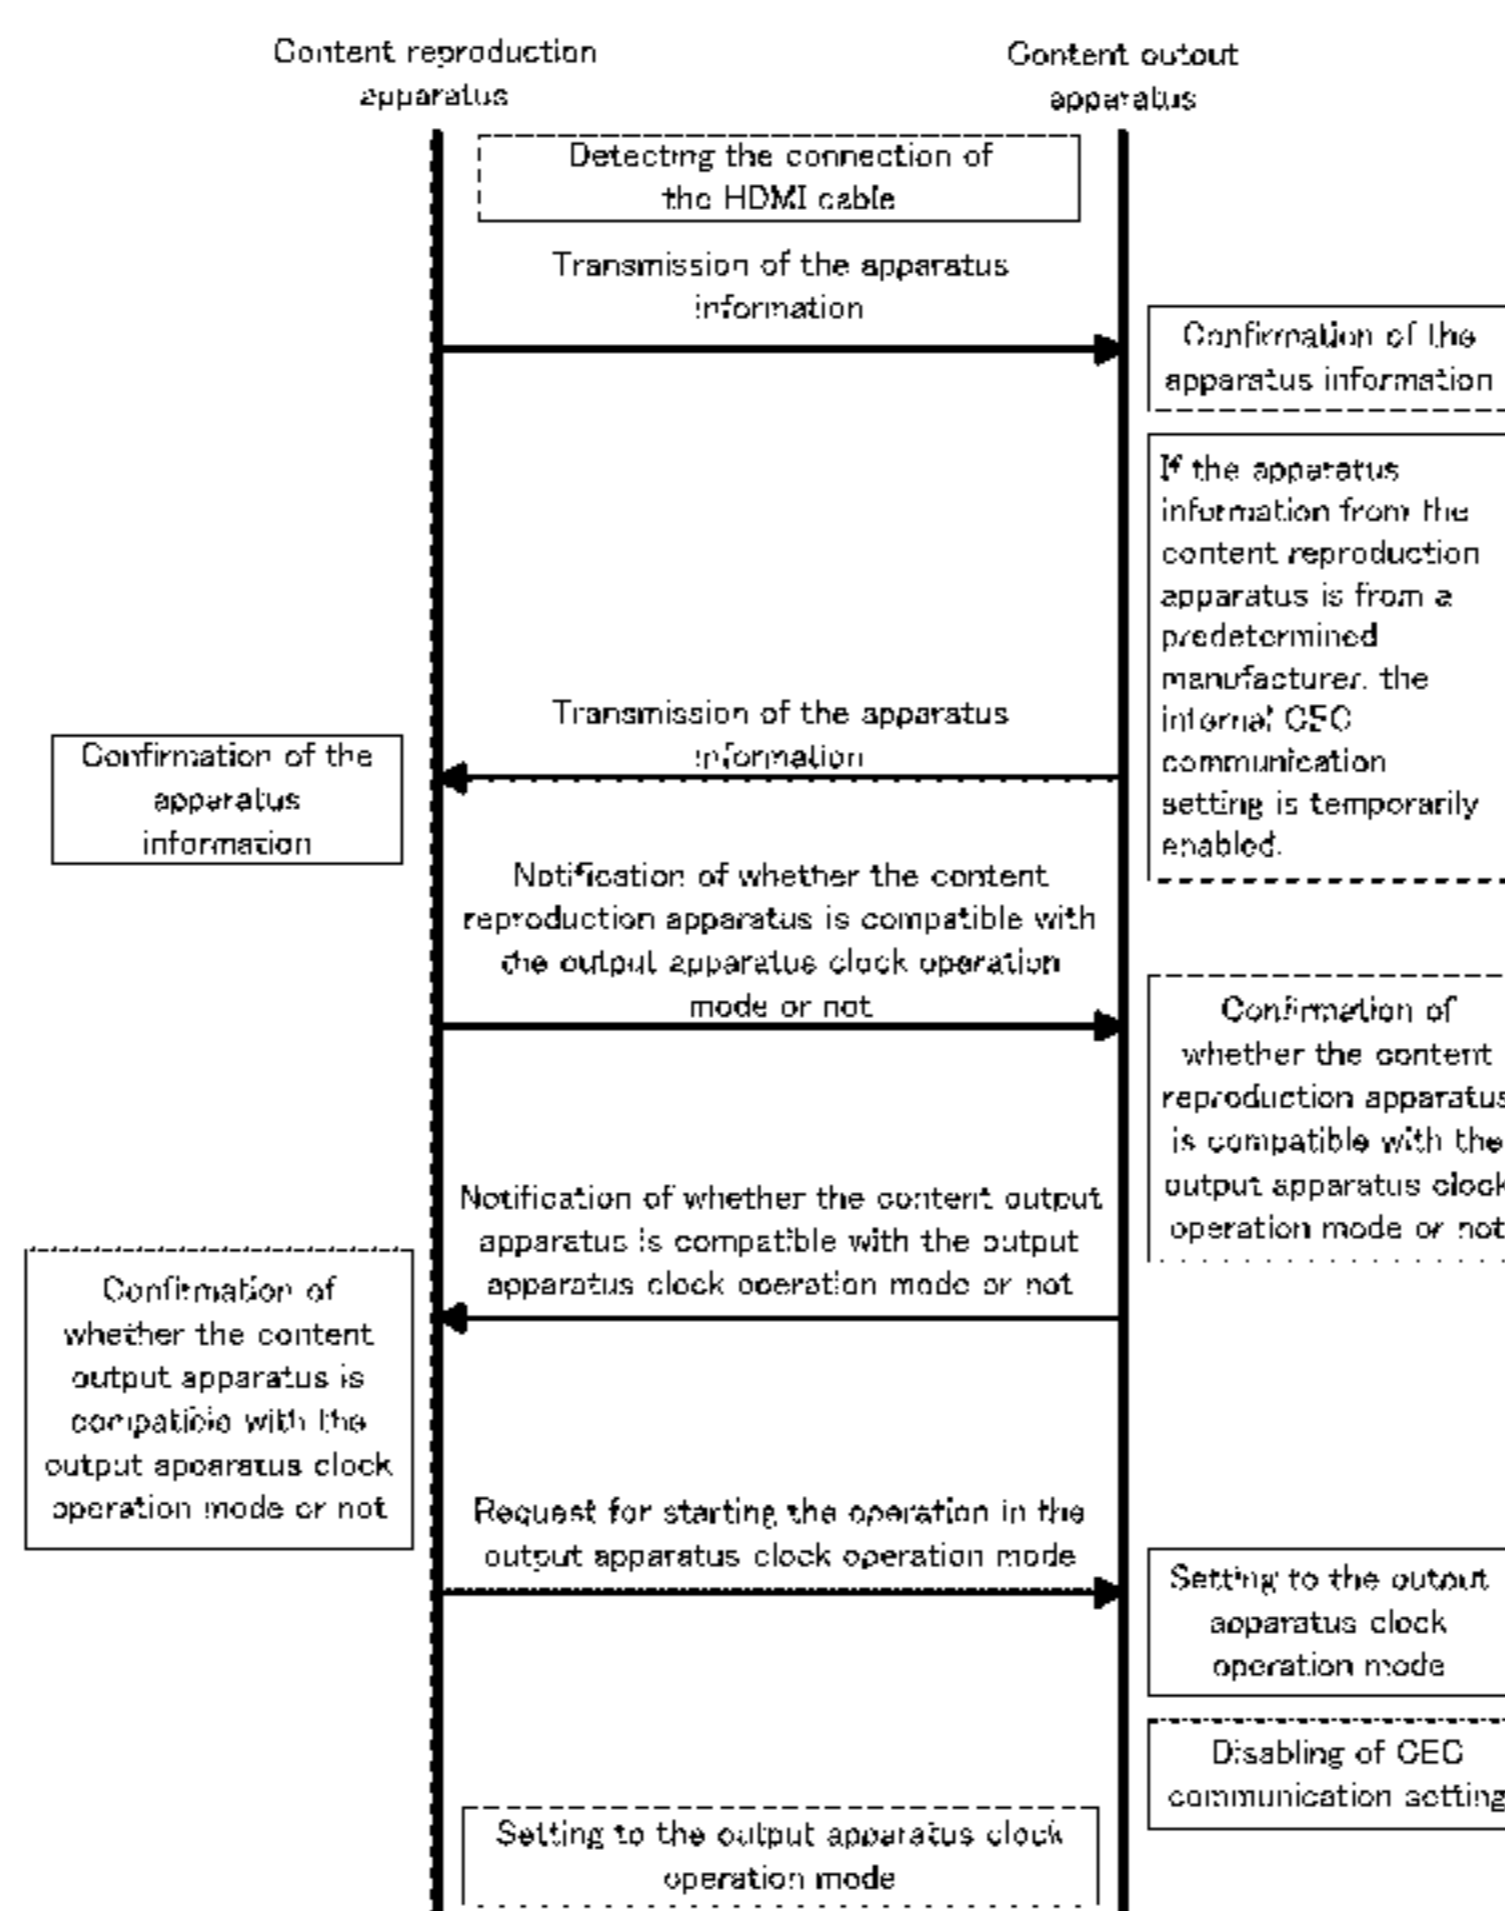 Content reproduction
apparatus
Content output
apparatus
Detecting the connection of
the HDMI cable
Transmission of the apparatus
information
Confirmation of the
apparatus information
If the apparatus
information from the
content reproduction
apparatus is from a
predetermined
manufacturer, the
internal CEC
communication
setting is temporarily
enabled.
Transmission of the apparatus
information
Confirmation of the
apparatus
information
Notification of whether the content
reproduction apparatus is compatible with
the output apparatus clock operation
mode or not
Confirmation of
whether the content
reproduction apparatus
is compatible with the
output apparatus clock
operation mode or not
Notification of whether the content output
apparatus is compatible with the output
apparatus clock operation mode or not
Confirmation of
whether the content
output apparatus is
compatible with the
output apparatus clock
operation mode or not
Request for starting the operation in the
output apparatus clock operation mode
Setting to the output
apparatus clock
operation mode
Disabling of CEC
communication setting
Setting to the output apparatus clock
operation mode